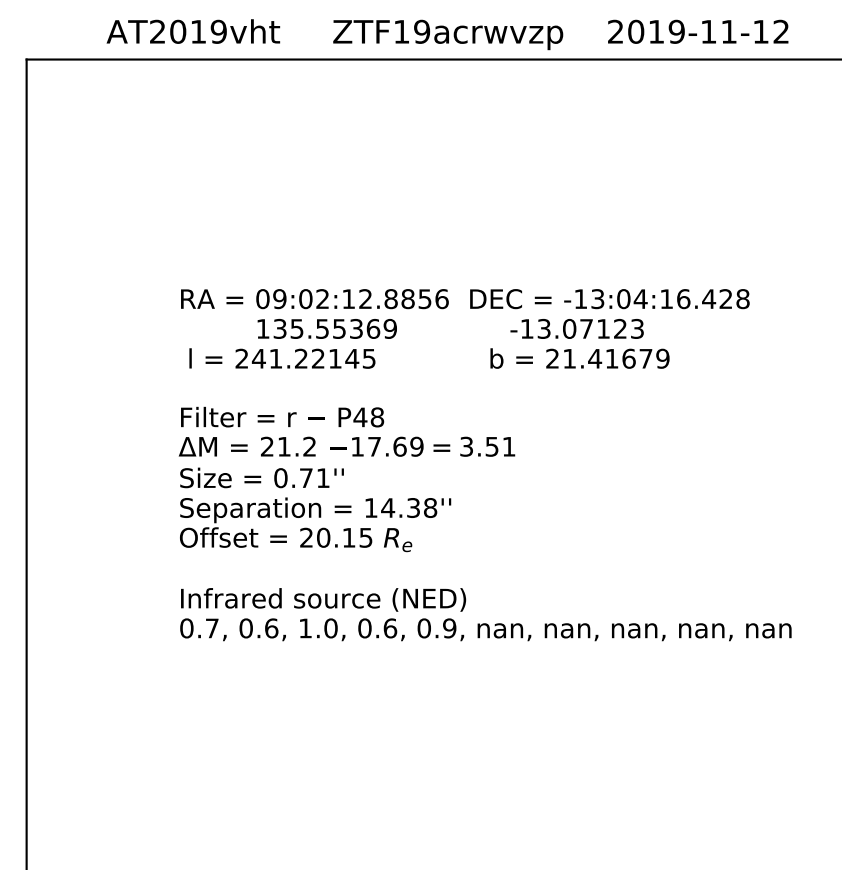 AT2019vht ZTF19acrwvzp 2019-11-12
RA = 09:02:12.8856 DEC = -13:04:16.428
135.55369 -13.07123
l = 241.22145 b = 21.41679
Filter = r − P48
ΔM = 21.2 −17.69 = 3.51
Size = 0.71''
Separation = 14.38''
Offset = 20.15 Re
Infrared source (NED)
0.7, 0.6, 1.0, 0.6, 0.9, nan, nan, nan, nan, nan